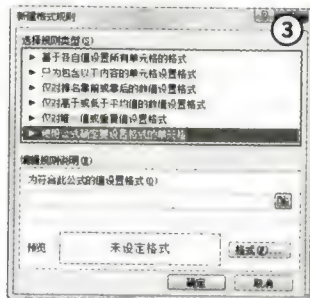 新建格式规则
③
选择规则类型(S)
► 基于各自值设置所有单元格的格式
► 只为包含以下内容的单元格设置格式
► 仅对排名靠前或靠后的数值设置格式
► 仅对高于或低于平均值的数值设置格式
► 仅对唯一值或重复值设置格式
► 使用公式确定要设置格式的单元格
编辑规则说明(E)
为符合此公式的值设置格式(O)
预览
未设定格式
格式(F)...
确定
取消